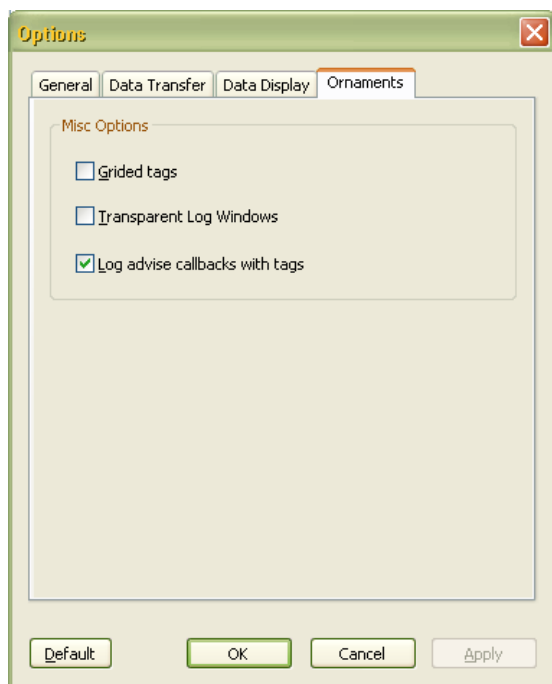 Options
General Data Transfer Data Display Ornaments
Misc Options
Grided tags
Transparent Log Windows
Log advise callbacks with tags
Default OK Cancel Apply